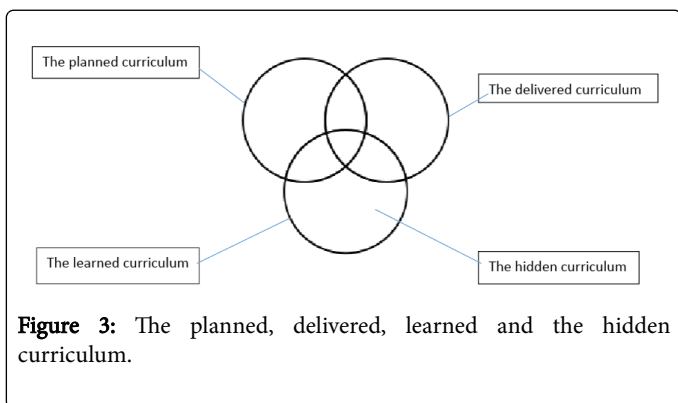 The planned curriculum
The delivered curriculum
The learned curriculum
The hidden curriculum
Figure 3: The planned, delivered, learned and the hidden
curriculum.